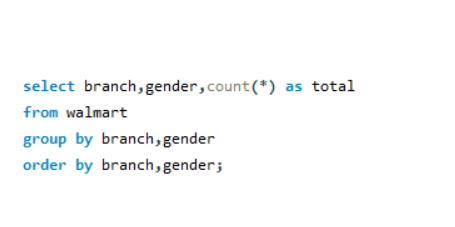 select branch,gender,count(*) as total
from walmart
group by branch,gender
order by branch,gender;